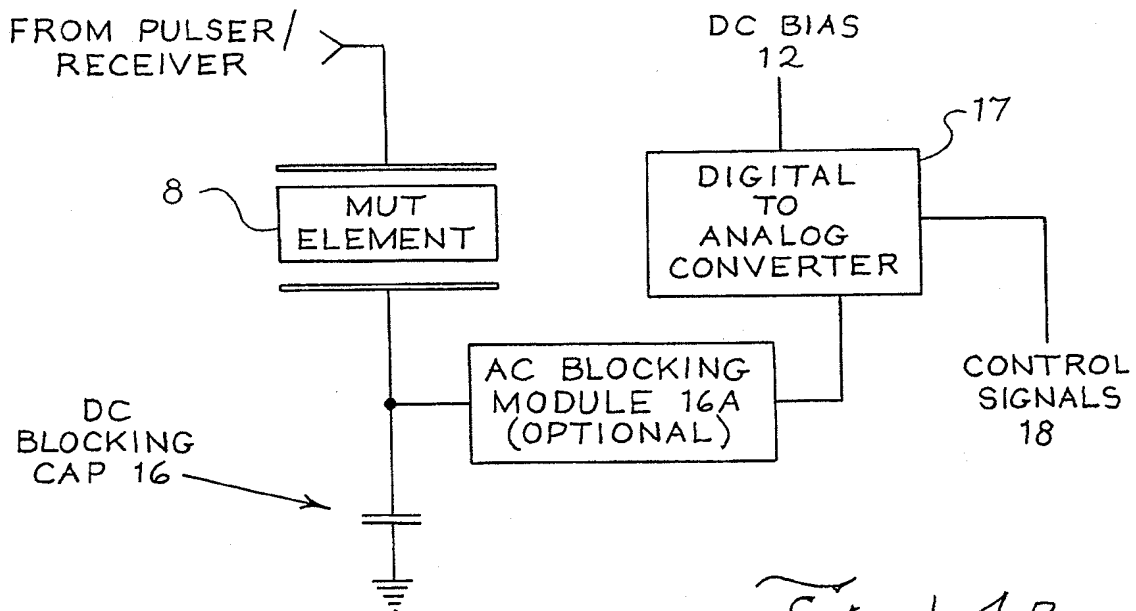 FROM PULSER/
RECEIVER
DC BIAS
12
17
8
MUT
ELEMENT
DIGITAL
TO
ANALOG
CONVERTER
AC BLOCKING
MODULE 16A
(OPTIONAL)
CONTROL
SIGNALS
18
DC
BLOCKING
CAP 16